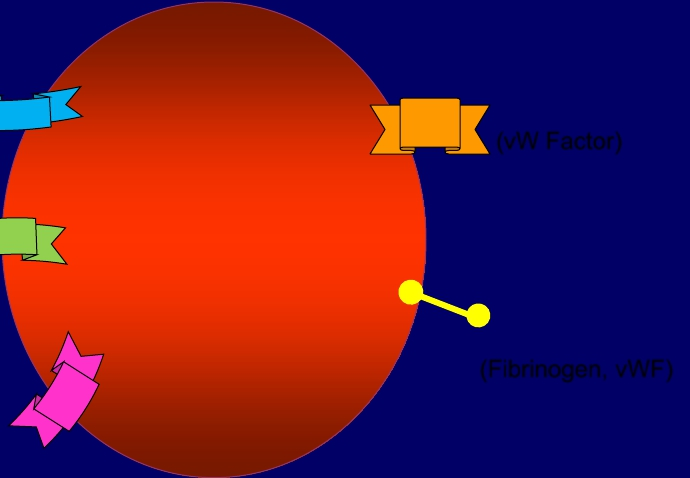 (vW Factor)
(Fibrinogen, vWF)